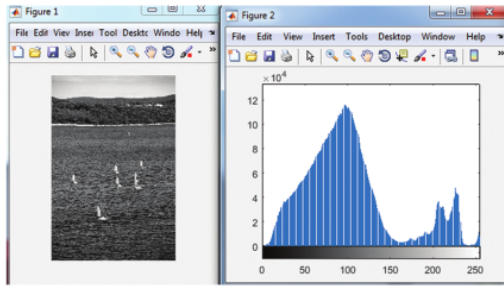 Figure 1
File Edit View Inser Tools Deskto Windo Help
Figure 2
File Edit View Insert Tools Desktop Window Help
×10⁴
12
10
8
6
4
2
0
0 50 100 150 200 250